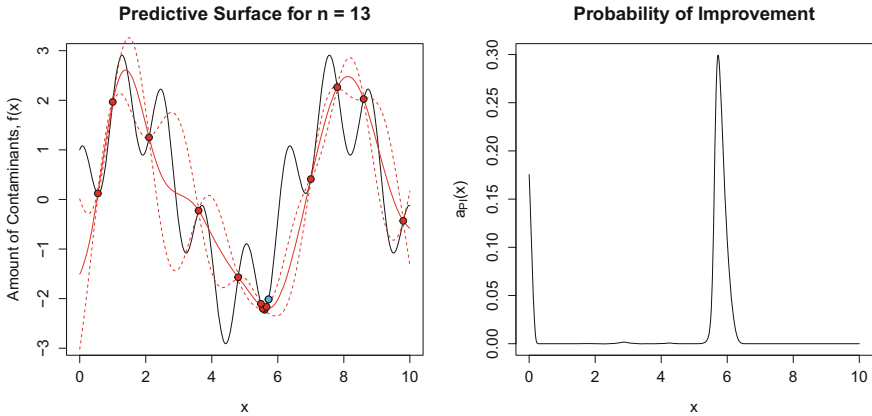 Predictive Surface for n = 13
Amount of Contaminants, f(x)
3
2
1
0
−1
−2
−3
0 2 4 6 8 10
x
Probability of Improvement
aPI(x)
0.30
0.25
0.20
0.15
0.10
0.05
0.00
0 2 4 6 8 10
x